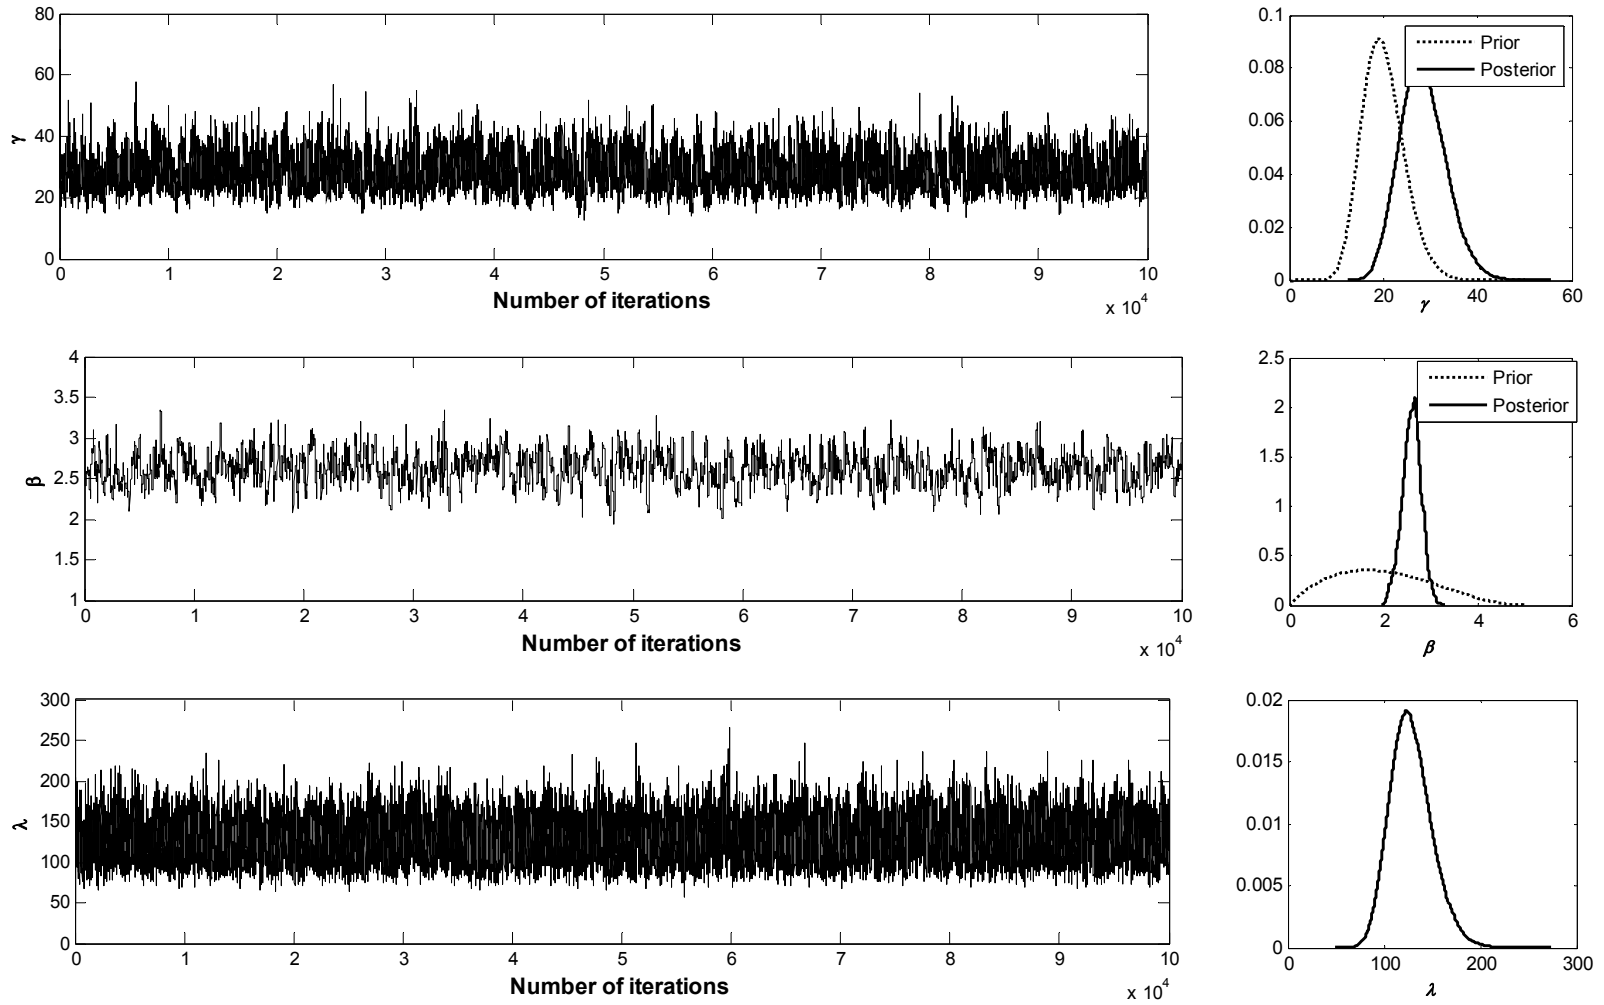 80
60
40
20
0
γ
0 1 2 3 4 5 6 7 8 9 10
Number of iterations
x 10^4
0.1
0.08
0.06
0.04
0.02
0
Prior
Posterior
0 20 40 60
γ
4
3.5
3
2.5
2
1.5
1
β
0 1 2 3 4 5 6 7 8 9 10
Number of iterations
x 10^4
2.5
2
1.5
1
0.5
0
Prior
Posterior
0 2 4 6
β
300
250
200
150
100
50
0
λ
0 1 2 3 4 5 6 7 8 9 10
Number of iterations
x 10^4
0.02
0.015
0.01
0.005
0
0 100 200 300
λ